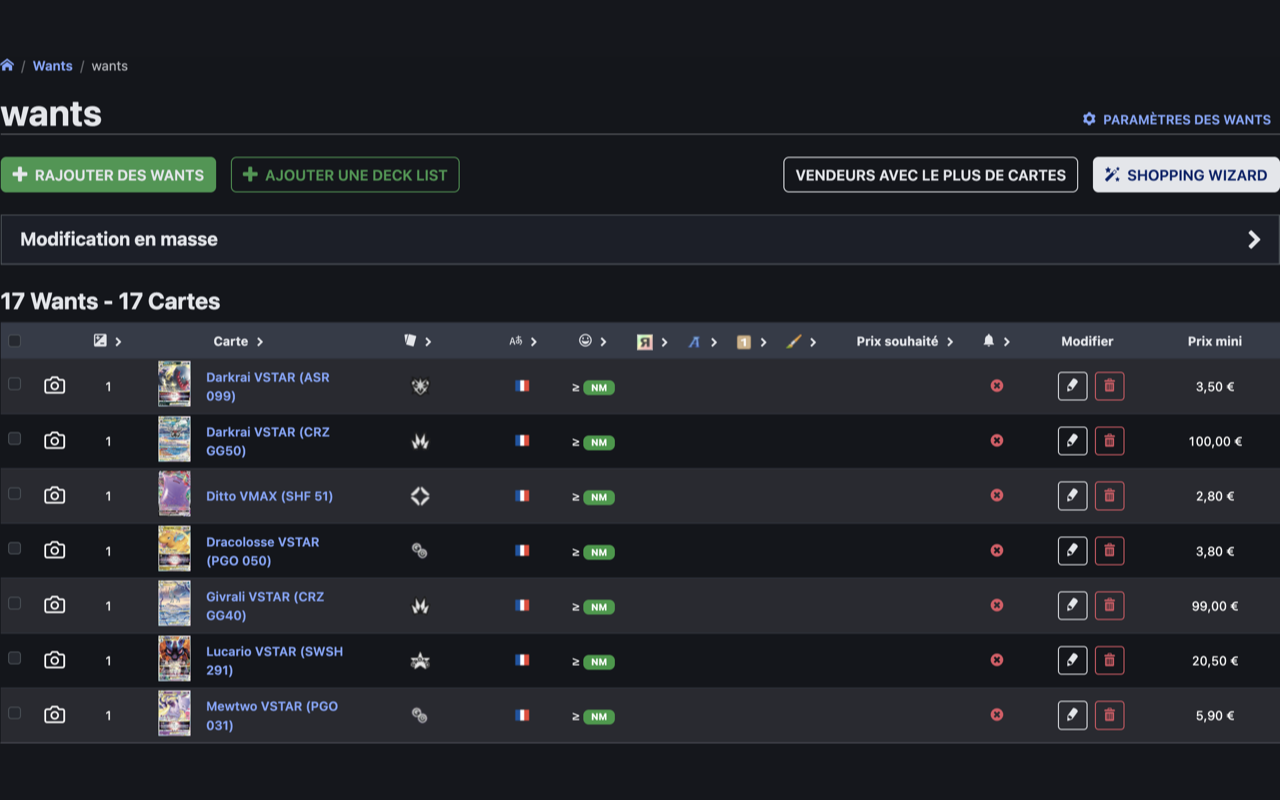 / Wants / wants
wants
PARAMÈTRES DES WANTS
RAJOUTER DES WANTS
AJOUTER UNE DECK LIST
VENDEURS AVEC LE PLUS DE CARTES
SHOPPING WIZARD
Modification en masse
17 Wants - 17 Cartes
Carte Prix souhaité Modifier Prix mini
1 Darkrai VSTAR (ASR
099) ≥ NM 3,50 €
1 Darkrai VSTAR (CRZ
GG50) ≥ NM 100,00 €
1 Ditto VMAX (SHF 51) ≥ NM 2,80 €
1 Dracolosse VSTAR
(PGO 050) ≥ NM 3,80 €
1 Givrali VSTAR (CRZ
GG40) ≥ NM 99,00 €
1 Lucario VSTAR (SWSH
291) ≥ NM 20,50 €
1 Mewtwo VSTAR (PGO
031) ≥ NM 5,90 €